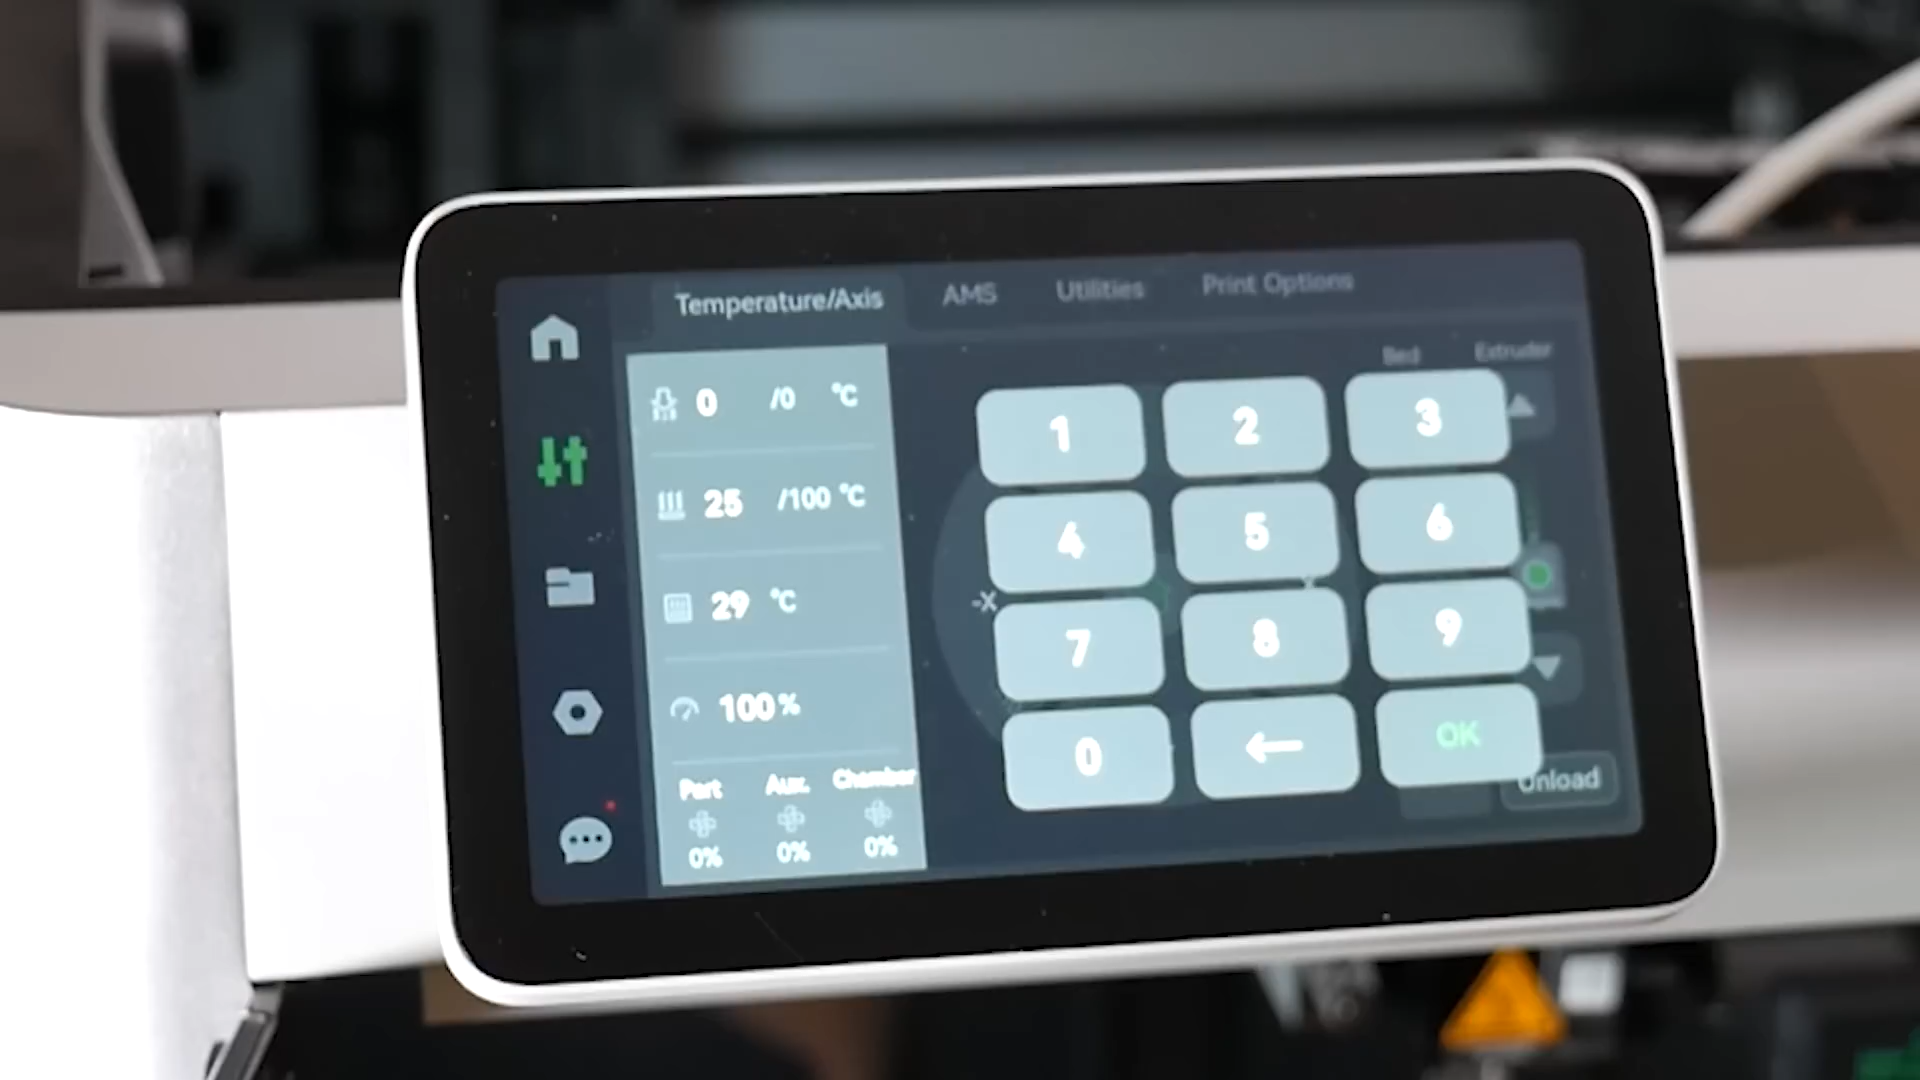 Temperature/Axis AMS Utilities Print Options
Bed Extruder
0 /0 °C
25 /100 °C
29 °C
100 %
Part Aux. Chamber
0% 0% 0%
-X
1 2 3
4 5 6
7 8 9
0 ← OK
Unload